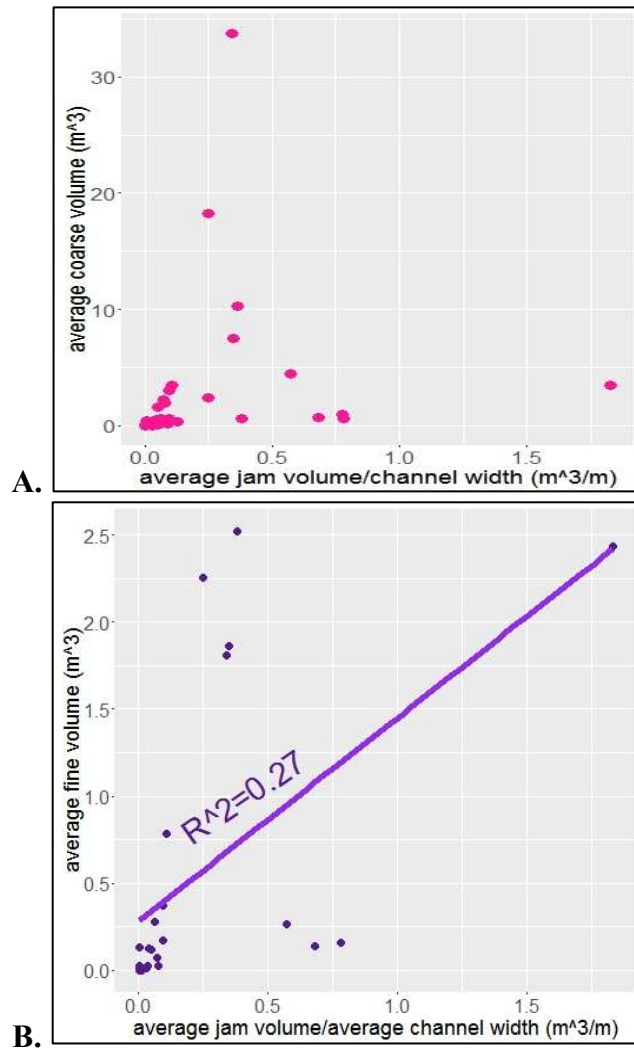 average coarse volume (m^3)
30
20
10
0
0.0 0.5 1.0 1.5
average jam volume/channel width (m^3/m)
A.
average fine volume (m^3)
2.5
2.0
1.5
1.0
0.5
0.0
R^2=0.27
0.0 0.5 1.0 1.5
average jam volume/average channel width (m^3/m)
B.